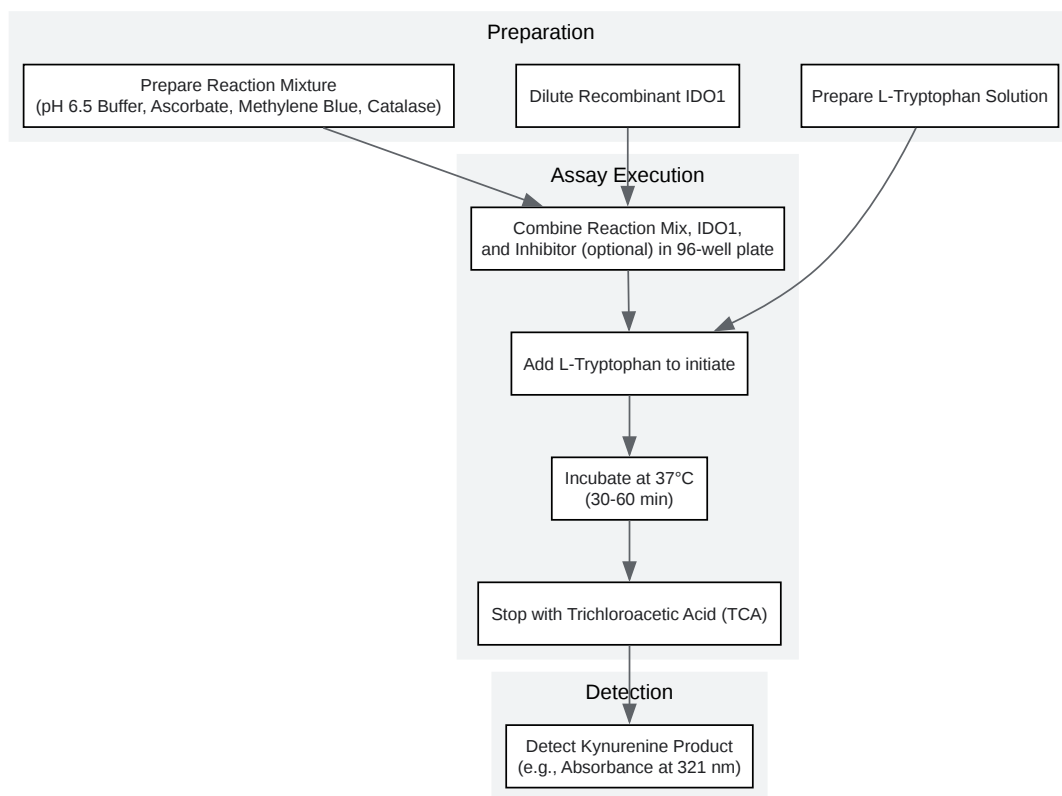 Preparation
Prepare Reaction Mixture
(pH 6.5 Buffer, Ascorbate, Methylene Blue, Catalase)
Dilute Recombinant IDO1
Prepare L-Tryptophan Solution
Assay Execution
Combine Reaction Mix, IDO1,
and Inhibitor (optional) in 96-well plate
Add L-Tryptophan to initiate
Incubate at 37°C
(30-60 min)
Stop with Trichloroacetic Acid (TCA)
Detection
Detect Kynurenine Product
(e.g., Absorbance at 321 nm)